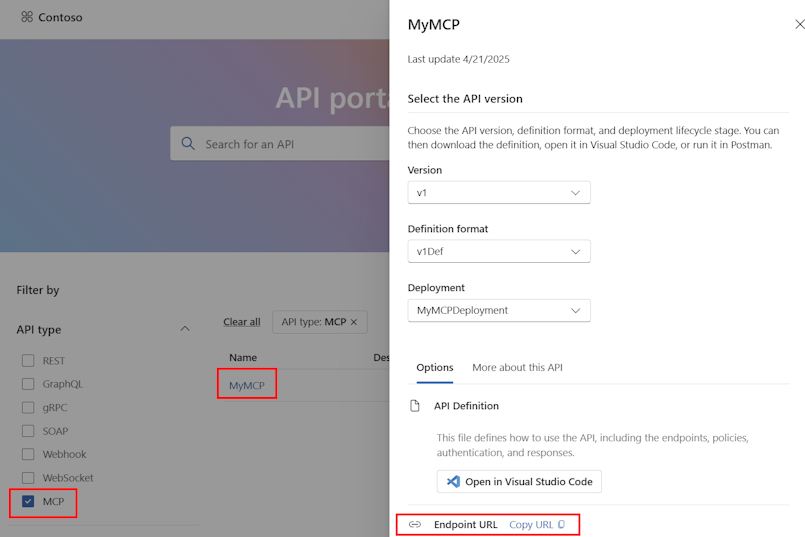 Contoso
API porta
Search for an API
Filter by
API type
REST
GraphQL
gRPC
SOAP
Webhook
WebSocket
MCP
Clear all
API type: MCP
Name
Des
MyMCP
MyMCP
Last update 4/21/2025
Select the API version
Choose the API version, definition format, and deployment lifecycle stage. You can
then download the definition, open it in Visual Studio Code, or run it in Postman.
Version
v1
Definition format
v1Def
Deployment
MyMCPDeployment
Options
More about this API
API Definition
This file defines how to use the API, including the endpoints, policies,
authentication, and responses.
Open in Visual Studio Code
Endpoint URL
Copy URL